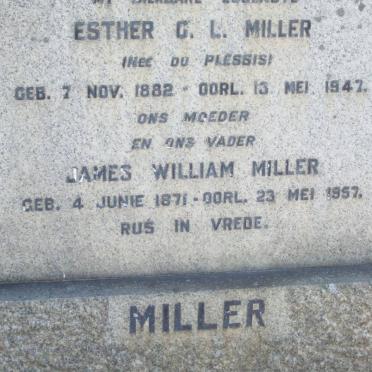 ESTHER C. L. MILLER
(NEE DU PLESSIS)
GEB. 7 NOV. 1882 - OORL. 13 MEI 1947.
ONS MOEDER
EN ONS VADER
JAMES WILLIAM MILLER
GEB. 4 JUNIE 1871 - OORL. 23 MEI 1957.
RUS IN VREDE.
MILLER